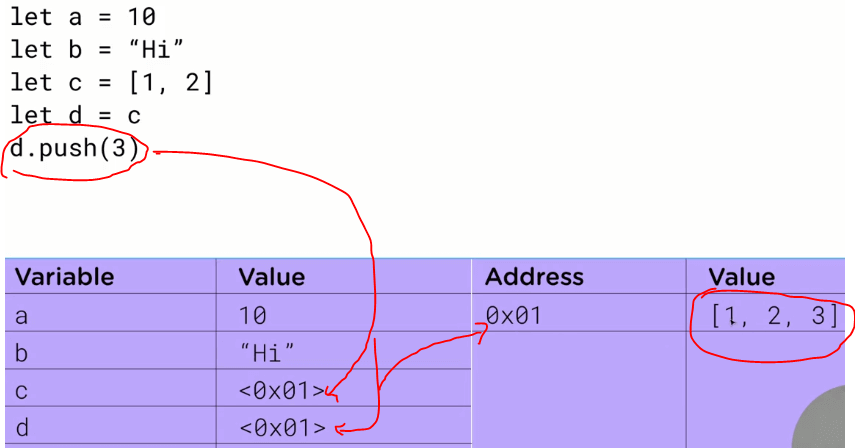 let a = 10
let b = “Hi”
let c = [1, 2]
let d = c
d.push(3)
Variable Value Address Value
a 10 0x01 [1, 2, 3]
b “Hi”
c <0x01>
d <0x01>